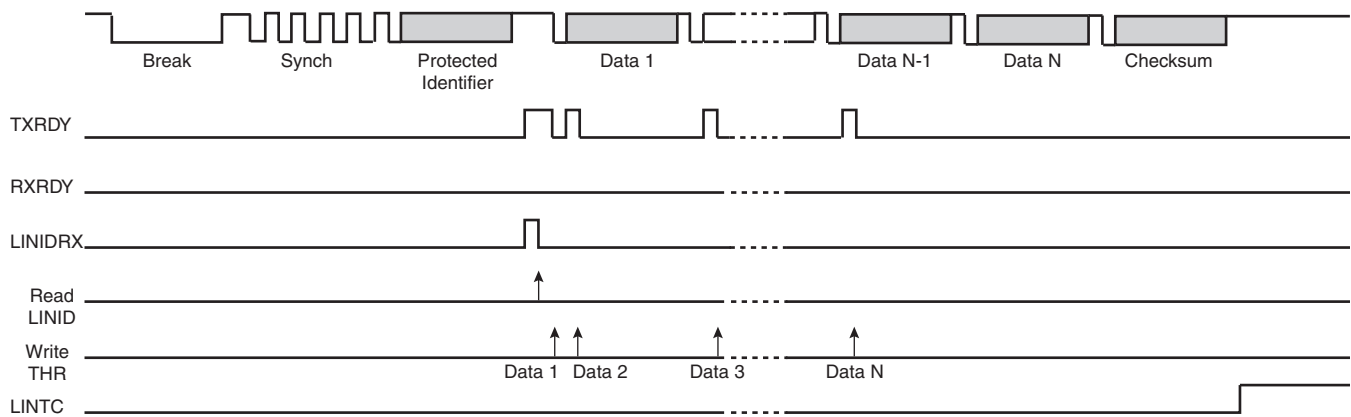 Break Synch Protected Identifier Data 1 Data N-1 Data N Checksum
TXRDY
RXRDY
LINIDRX
Read
LINID
Write
THR
Data 1 Data 2 Data 3 Data N
LINTC